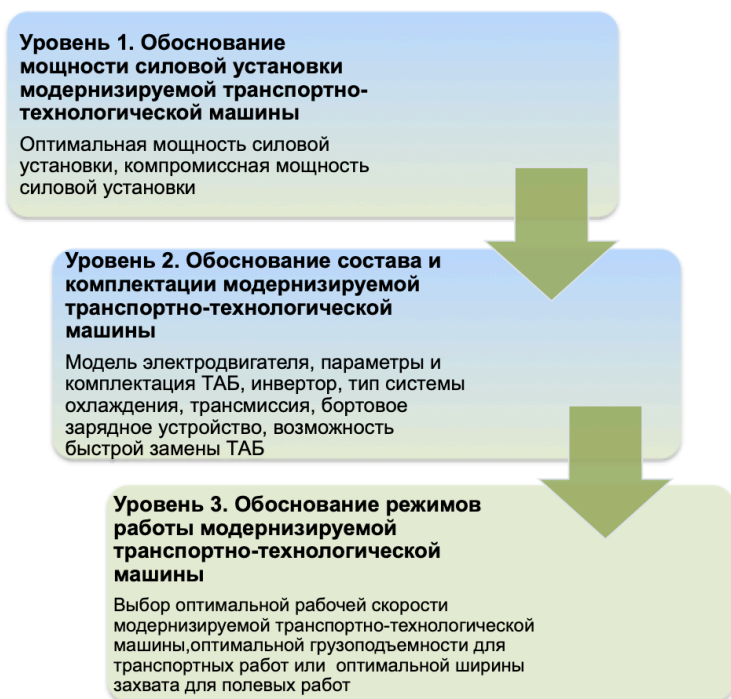 Уровень 1. Обоснование
мощности силовой установки
модернизируемой транспортно-
технологической машины
Оптимальная мощность силовой
установки, компромиссная мощность
силовой установки
Уровень 2. Обоснование состава и
комплектации модернизируемой
транспортно-технологической
машины
Модель электродвигателя, параметры и
комплектация ТАБ, инвертор, тип системы
охлаждения, трансмиссия, бортовое
зарядное устройство, возможность
быстрой замены ТАБ
Уровень 3. Обоснование режимов
работы модернизируемой
транспортно-технологической
машины
Выбор оптимальной рабочей скорости
модернизируемой транспортно-технологической
машины,оптимальной грузоподъемности для
транспортных работ или  оптимальной ширины
захвата для полевых работ